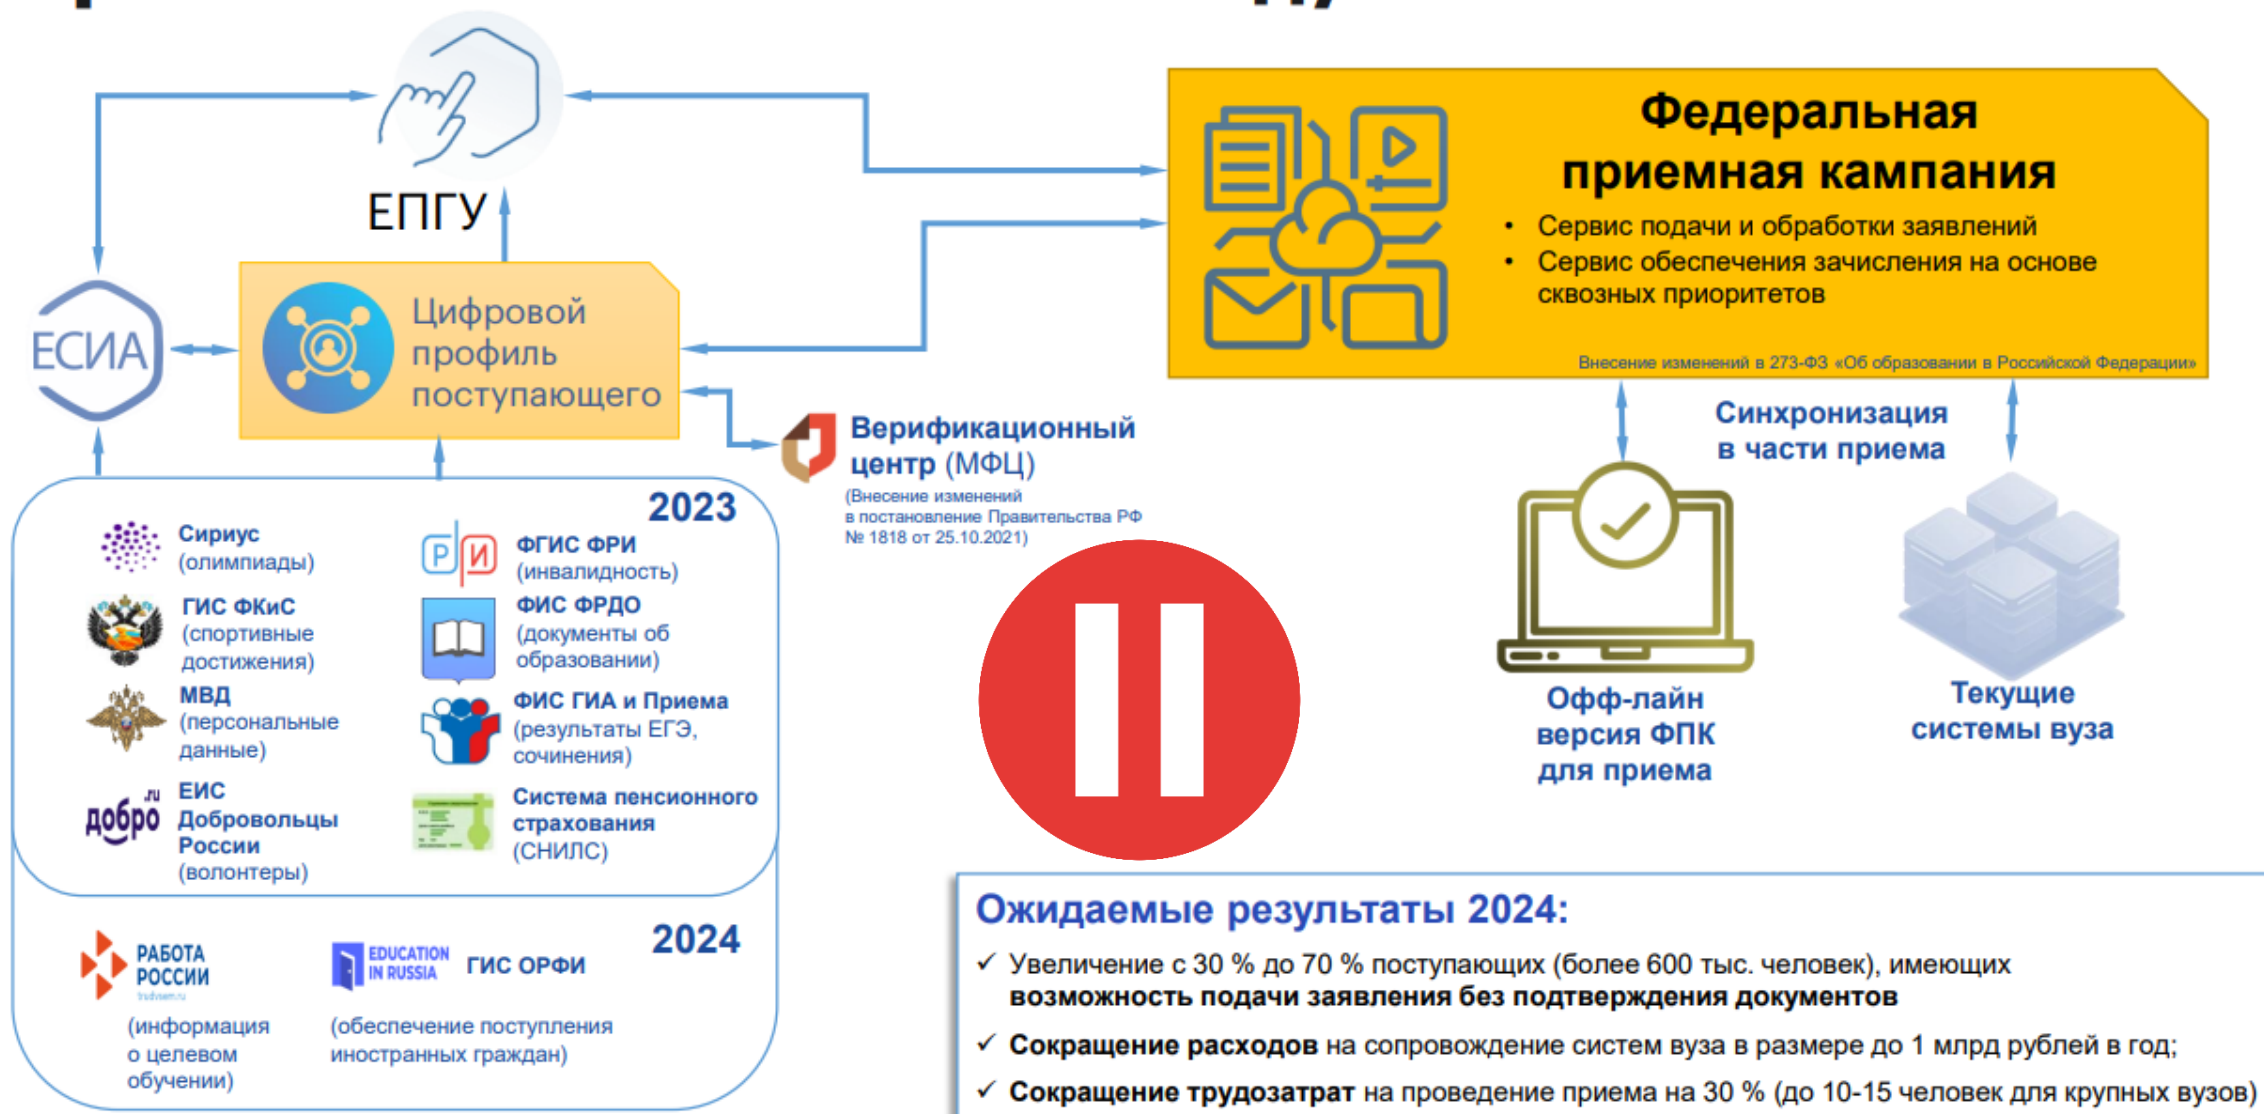 ЕПГУ
ЕСИА
Цифровой
профиль
поступающего
Федеральная
приемная кампания
• Сервис подачи и обработки заявлений
• Сервис обеспечения зачисления на основе
сквозных приоритетов
Внесение изменений в 273-ФЗ «Об образовании в Российской Федерации»
Верификационный
центр (МФЦ)
(Внесение изменений
в постановление Правительства РФ
№ 1818 от 25.10.2021)
Синхронизация
в части приема
Офф-лайн
версия ФПК
для приема
Текущие
системы вуза
2023
Сириус
(олимпиады)
ГИС ФКиС
(спортивные
достижения)
МВД
(персональные
данные)
добро
.ru
ЕИС
Добровольцы
России
(волонтеры)
Р И
ФГИС ФРИ
(инвалидность)
ФИС ФРДО
(документы об
образовании)
ФИС ГИА и Приема
(результаты ЕГЭ,
сочинения)
Система пенсионного
страхования
(СНИЛС)
2024
РАБОТА
РОССИИ
trudvsem.ru
(информация
о целевом
обучении)
EDUCATION
IN RUSSIA
ГИС ОРФИ
(обеспечение поступления
иностранных граждан)
Ожидаемые результаты 2024:
✓ Увеличение с 30 % до 70 % поступающих (более 600 тыс. человек), имеющих
возможность подачи заявления без подтверждения документов
✓ Сокращение расходов на сопровождение систем вуза в размере до 1 млрд рублей в год;
✓ Сокращение трудозатрат на проведение приема на 30 % (до 10-15 человек для крупных вузов)